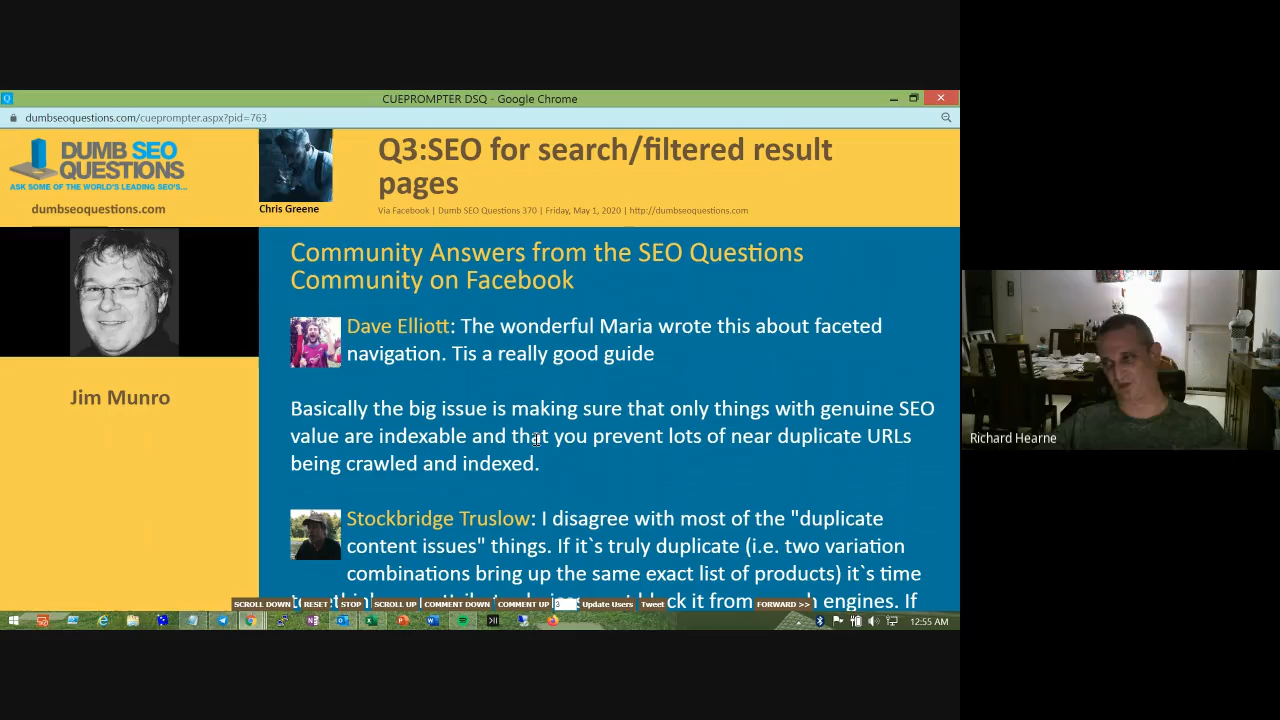 CUEPROMPTER DSQ - Google Chrome
dumbseoquestions.com/cueprompter.aspx?pid=763
DUMB SEO
QUESTIONS
ASK SOME OF THE WORLD'S LEADING SEO'S...
dumbseoquestions.com
Chris Greene
Q3:SEO for search/filtered result
pages
Via Facebook | Dumb SEO Questions 370 | Friday, May 1, 2020 | http://dumbseoquestions.com
Jim Munro
Community Answers from the SEO Questions
Community on Facebook
Dave Elliott: The wonderful Maria wrote this about faceted
navigation. Tis a really good guide
Basically the big issue is making sure that only things with genuine SEO
value are indexable and that you prevent lots of near duplicate URLs
being crawled and indexed.
Stockbridge Truslow: I disagree with most of the "duplicate
content issues" things. If it`s truly duplicate (i.e. two variation
combinations bring up the same exact list of products) it`s time
it from engines. If
SCROLL DOWN RESET STOP SCROLL UP COMMENT DOWN COMMENT UP Update Users Tweet FORWARD >>
12:55 AM
Richard Hearne